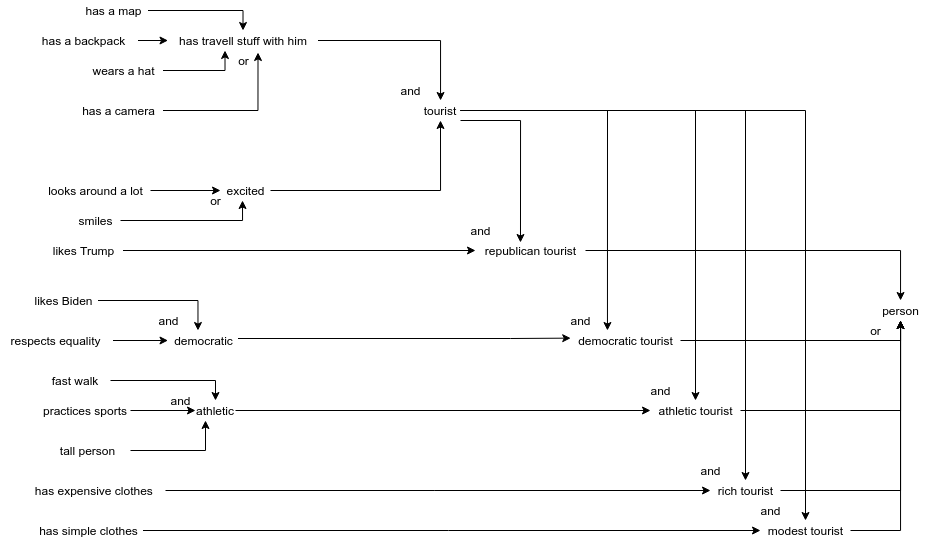 has a map
has a backpack
has travell stuff with him
or
wears a hat
and
has a camera
tourist
looks around a lot
excited
or
smiles
and
likes Trump
republican tourist
likes Biden
person
and
and
or
respects equality
democratic
democratic tourist
fast walk
and
and
practices sports
athletic
athletic tourist
tall person
and
has expensive clothes
rich tourist
and
has simple clothes
modest tourist